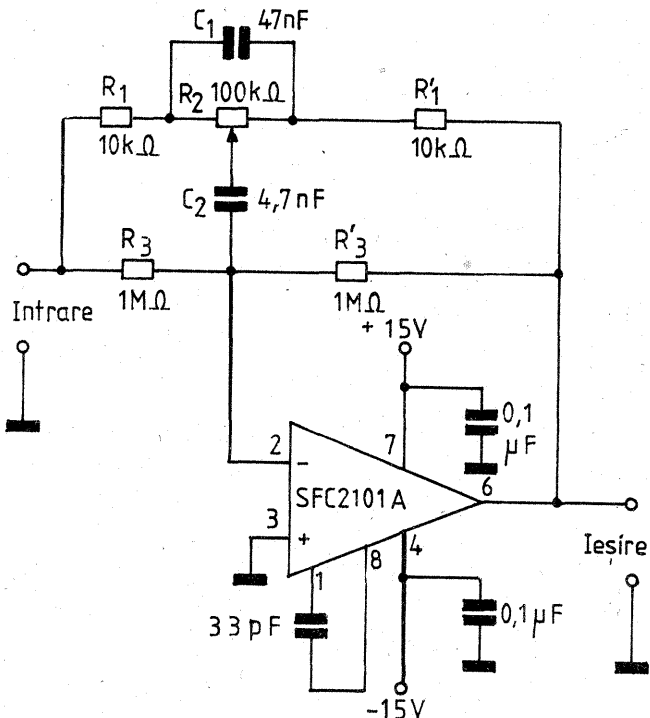 C1 47nF
R1
R2 100kΩ
R'1
10kΩ
10kΩ
C2 4,7nF
R3
R'3
1MΩ
1MΩ
Intrare
+ 15V
0,1
μF
2
7
-
SFC2101A
6
3
+
4
Ieşire
8
1
33pF
0,1μF
-15V